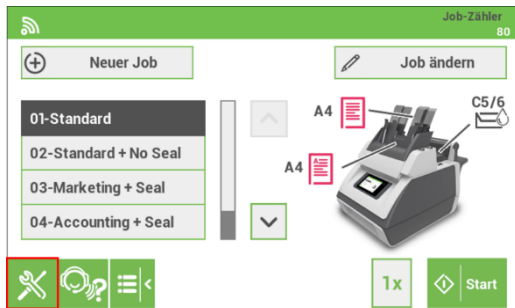 Job-Zähler
80
Neuer Job
Job ändern
01-Standard
02-Standard + No Seal
03-Marketing + Seal
04-Accounting + Seal
A4
C5/6
A4
?
1x
Start